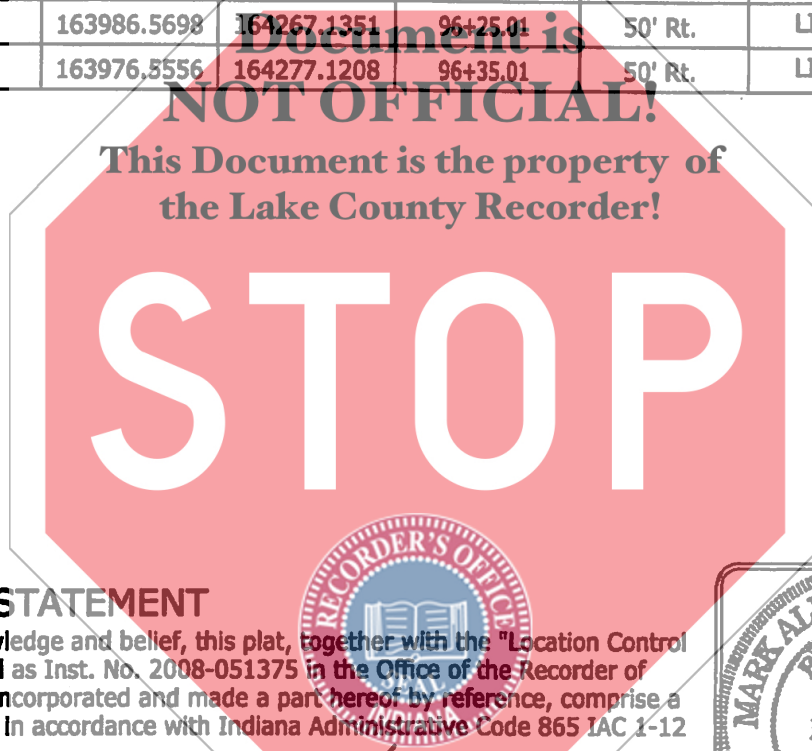 163986.5698 164267.1351 96+25.01 50' Rt.
163976.5556 164277.1208 96+35.01 50' Rt.
Document is
NOT OFFICIAL!
This Document is the property of
the Lake County Recorder!
STOP
RECORDER'S OFFICE
STATEMENT
ledge and belief, this plat, together with the "Location Control
as Inst. No. 2008-051375 in the Office of the Recorder of
ncorporated and made a part hereof by reference, comprise a
in accordance with Indiana Administrative Code 865 IAC 1-12
MARK AL